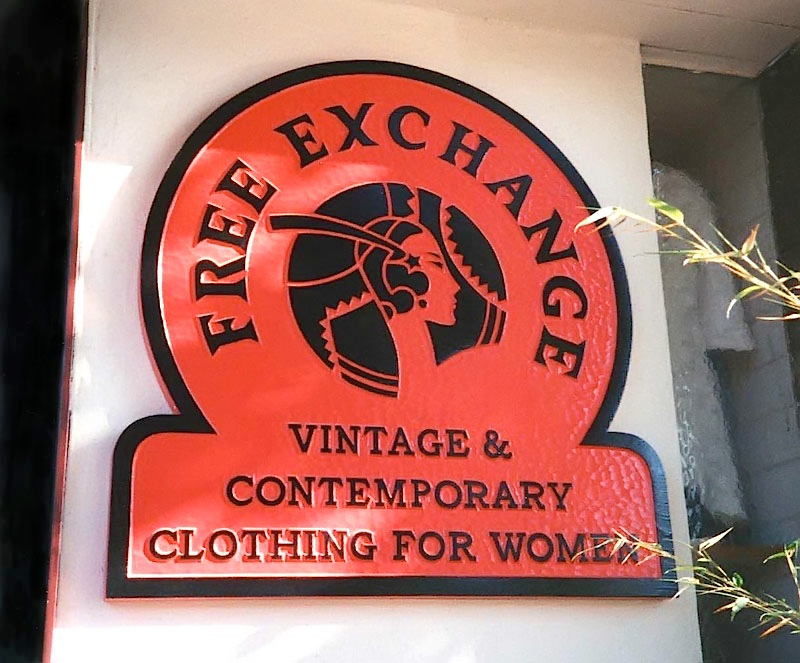 FREE EXCHANGE
VINTAGE &
CONTEMPORARY
CLOTHING FOR WOMEN